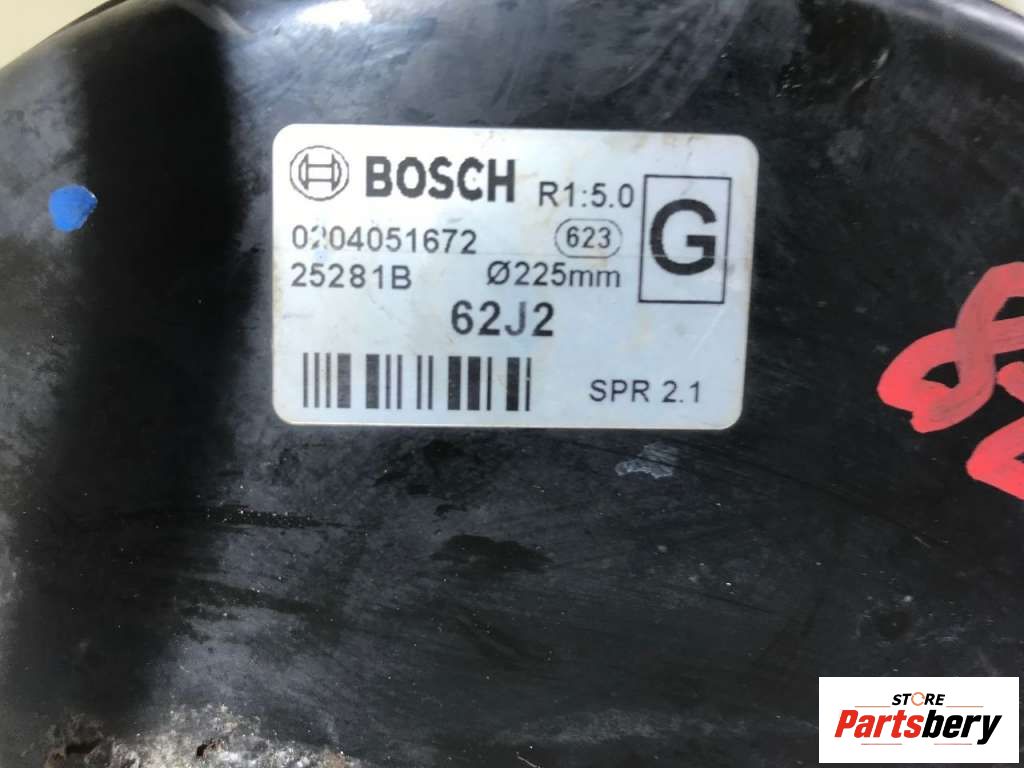 BOSCH R1:5.0 G
0204051672 623
25281B Ø225mm
62J2
SPR 2.1
STORE
Partsbery